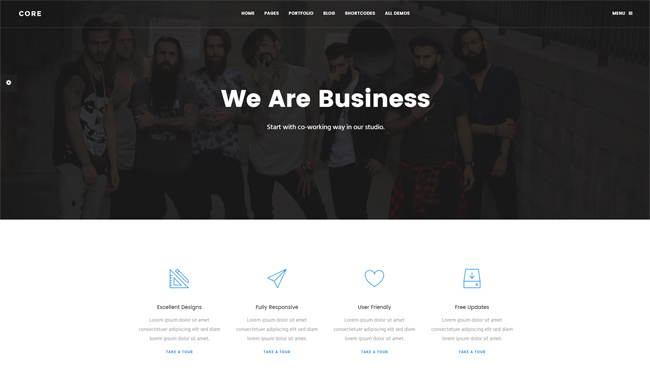 CORE
HOME PAGES PORTFOLIO BLOG SHORTCODES ALL DEMOS
MENU
We Are Business
Start with co-working way in our studio.
Excellent Designs
Lorem ipsum dolor sit amet
consectetuer adipiscing elit sed diam
lorem ipsum dolor sit amet.
TAKE A TOUR
Fully Responsive
Lorem ipsum dolor sit amet
consectetuer adipiscing elit sed diam
lorem ipsum dolor sit amet.
TAKE A TOUR
User Friendly
Lorem ipsum dolor sit amet
consectetuer adipiscing elit sed diam
lorem ipsum dolor sit amet.
TAKE A TOUR
Free Updates
Lorem ipsum dolor sit amet
consectetuer adipiscing elit sed diam
lorem ipsum dolor sit amet.
TAKE A TOUR